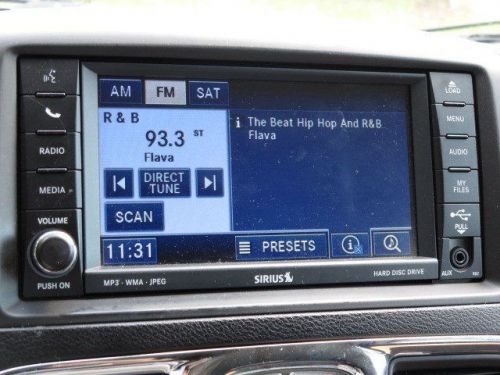 AM FM SAT
LOAD
R & B
The Beat Hip Hop And R&B
Flava
93.3 ST
Flava
MENU
RADIO
AUDIO
DIRECT
TUNE
MEDIA
MY
FILES
SCAN
VOLUME
PULL
11:31
PRESETS
PUSH ON
MP3 · WMA · JPEG
SIRIUS
HARD DISC DRIVE
AUX